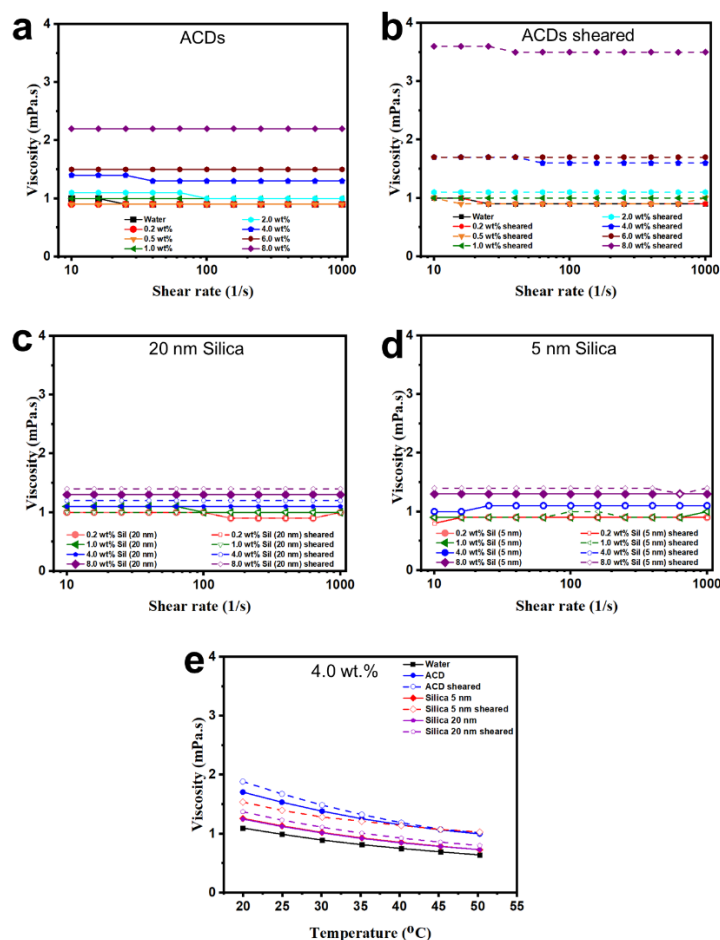 a
ACDs
4
3
2
1
0
Viscosity (mPa.s)
Water
0.2 wt%
0.5 wt%
1.0 wt%
2.0 wt%
4.0 wt%
6.0 wt%
8.0 wt%
10 100 1000
Shear rate (1/s)
b
ACDs sheared
4
3
2
1
0
Viscosity (mPa.s)
Water
0.2 wt% sheared
0.5 wt% sheared
1.0 wt% sheared
2.0 wt% sheared
4.0 wt% sheared
6.0 wt% sheared
8.0 wt% sheared
10 100 1000
Shear rate (1/s)
c
20 nm Silica
4
3
2
1
0
Viscosity (mPa.s)
0.2 wt% Sil (20 nm)
1.0 wt% Sil (20 nm)
4.0 wt% Sil (20 nm)
8.0 wt% Sil (20 nm)
0.2 wt% Sil (20 nm) sheared
1.0 wt% Sil (20 nm) sheared
4.0 wt% Sil (20 nm) sheared
8.0 wt% Sil (20 nm) sheared
10 100 1000
Shear rate (1/s)
d
5 nm Silica
4
3
2
1
0
Viscosity (mPa.s)
0.2 wt% Sil (5 nm)
1.0 wt% Sil (5 nm)
4.0 wt% Sil (5 nm)
8.0 wt% Sil (5 nm)
0.2 wt% Sil (5 nm) sheared
1.0 wt% Sil (5 nm) sheared
4.0 wt% Sil (5 nm) sheared
8.0 wt% Sil (5 nm) sheared
10 100 1000
Shear rate (1/s)
e
4.0 wt.%
4
3
2
1
0
Viscosity (mPa.s)
Water
ACD
ACD sheared
Silica 5 nm
Silica 5 nm sheared
Silica 20 nm
Silica 20 nm sheared
20 25 30 35 40 45 50 55
Temperature (⁰C)